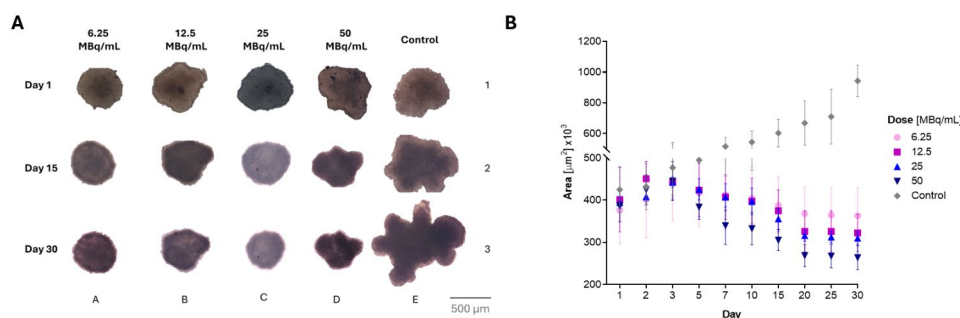 A
6.25
MBq/mL
12.5
MBq/mL
25
MBq/mL
50
MBq/mL
Control
Day 1
1
Day 15
2
Day 30
3
A
B
C
D
E
500 µm
B
Area [µm²] x10³
1200
1000
800
600
500
400
300
200
1
2
3
5
7
10
15
20
25
30
Day
Dose [MBq/mL]
6.25
12.5
25
50
Control